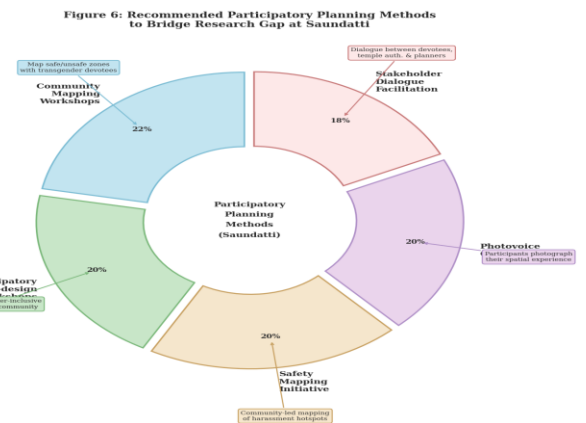 Figure 6: Recommended Participatory Planning Methods
to Bridge Research Gap at Saundatti
Dialogue between devotees,
temple auth. & planners
Map safe/unsafe zones
with transgender devotees
Stakeholder
Dialogue
Facilitation
Community
Mapping
Workshops
18%
22%
Participatory
Planning
Methods
(Saundatti)
20%
Photovoice
Participants photograph
their spatial experience
20%
20%
Safety
Mapping
Initiative
Community-led mapping
of harassment hotspots